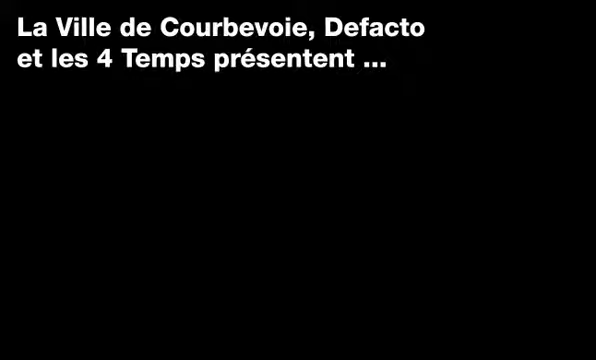 La Ville de Courbevoie, Defacto
et les 4 Temps présentent ...